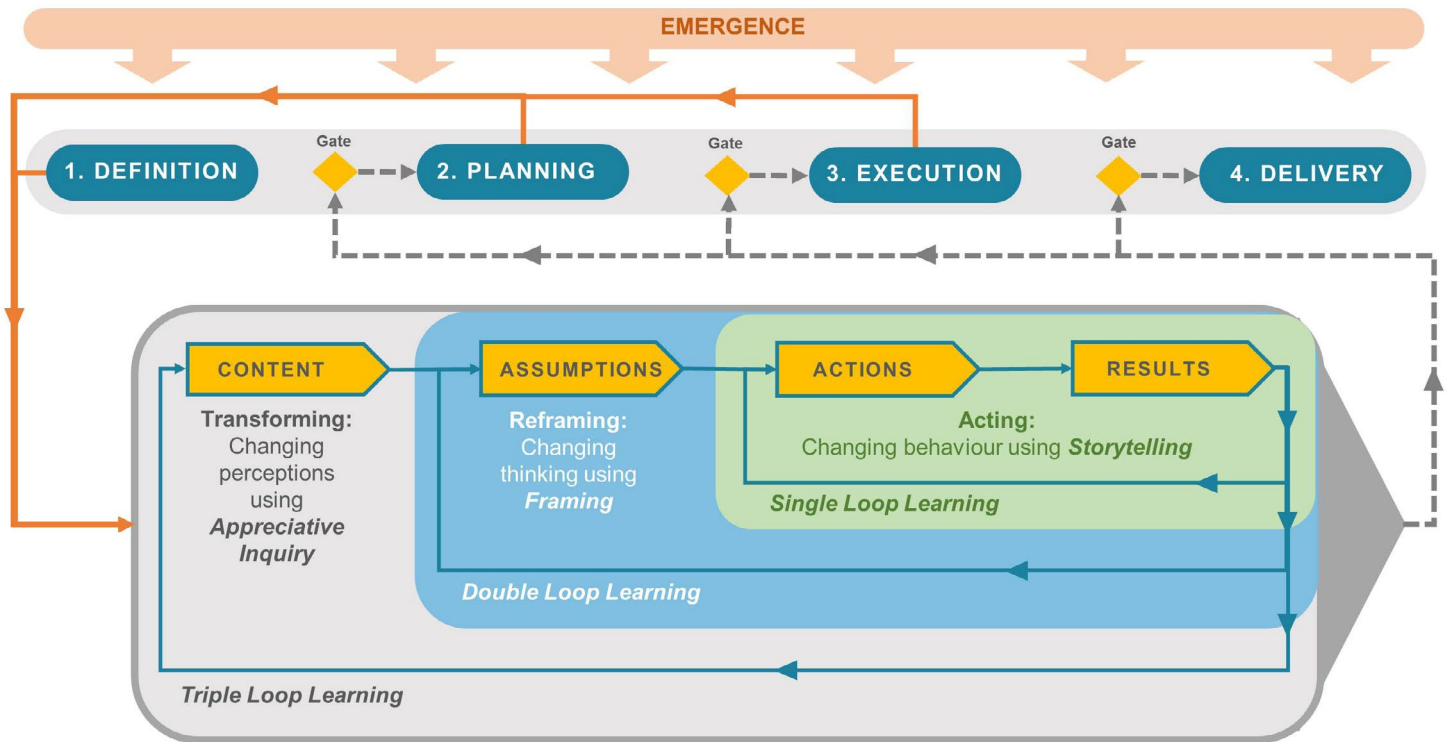 EMERGENCE
Gate
Gate
Gate
1. DEFINITION
2. PLANNING
3. EXECUTION
4. DELIVERY
CONTENT
ASSUMPTIONS
ACTIONS
RESULTS
Transforming:
Changing
perceptions
using
Appreciative
Inquiry
Reframing:
Changing
thinking using
Framing
Acting:
Changing behaviour using Storytelling
Single Loop Learning
Double Loop Learning
Triple Loop Learning